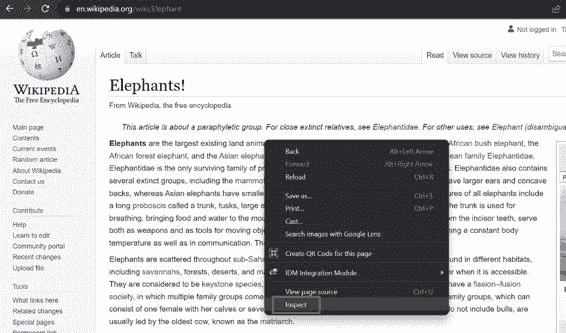 en.wikipedia.org/wiki/Elephant
Not logged in
Article Talk Read View source View history
WIKIPEDIA
The Free Encyclopedia
Main page
Contents
Current events
Random article
About Wikipedia
Contact us
Donate
Contribute
Help
Learn to edit
Community portal
Recent changes
Upload file
Tools
What links here
Related changes
Special pages
Elephants!
From Wikipedia, the free encyclopedia
This article is about a paraphyletic group. For close extinct relatives, see Elephantidae. For other uses, see Elephant (disambigua
Elephants are the largest existing land anim African bush elephant, the
African forest elephant, and the Asian elep family Elephantidae.
Elephantidae is the only surviving family of pr Elephantidae also contains
several extinct groups, including the mammo have larger ears and concave
backs, whereas Asian elephants have smalle of all elephants include
a long proboscis called a trunk, tusks, large e the trunk is used for
breathing, bringing food and water to the mou the incisor teeth, serve
both as weapons and as tools for moving obje a constant body
temperature as well as in communication. The
Elephants are scattered throughout sub-Saha found in different habitats,
including savannahs, forests, deserts, and ma when it is accessible.
They are considered to be keystone species, have a fission–fusion
society, in which multiple family groups come family groups, which can
consist of one female with her calves or seve do not include bulls, are
usually led by the oldest cow, known as the matriarch.
Back Alt+Left Arrow
Forward Alt+Right Arrow
Reload Ctrl+R
Save as... Ctrl+S
Print... Ctrl+P
Cast...
Search images with Google Lens
Create QR Code for this page
IDM Integration Module
View page source Ctrl+U
Inspect